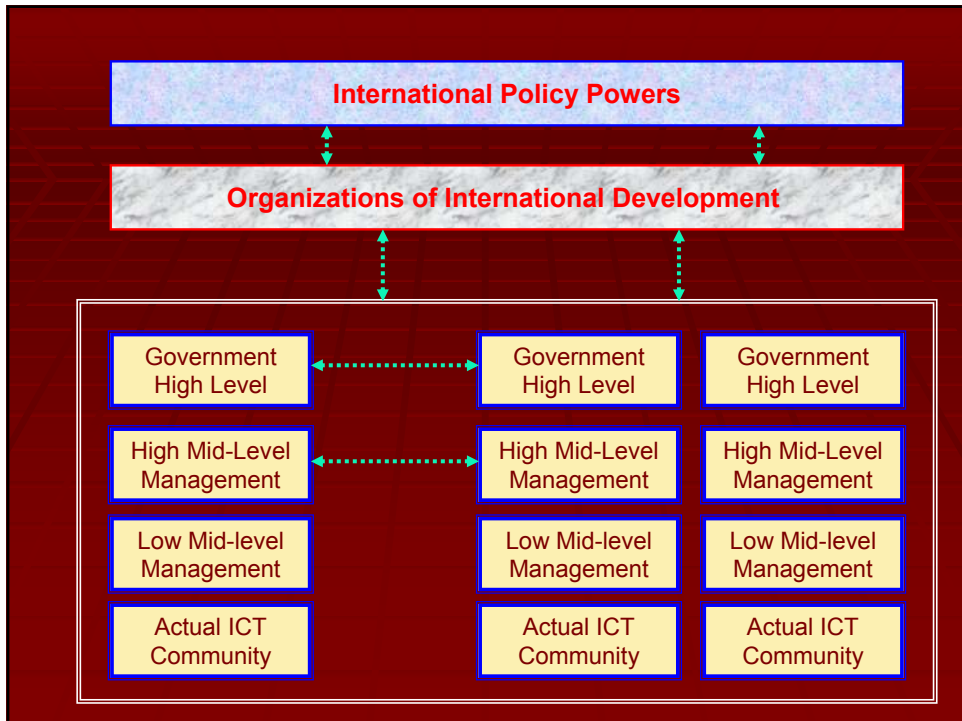 International Policy Powers
Organizations of International Development
Government
High Level
Government
High Level
Government
High Level
High Mid-Level
Management
High Mid-Level
Management
High Mid-Level
Management
Low Mid-level
Management
Low Mid-level
Management
Low Mid-level
Management
Actual ICT
Community
Actual ICT
Community
Actual ICT
Community